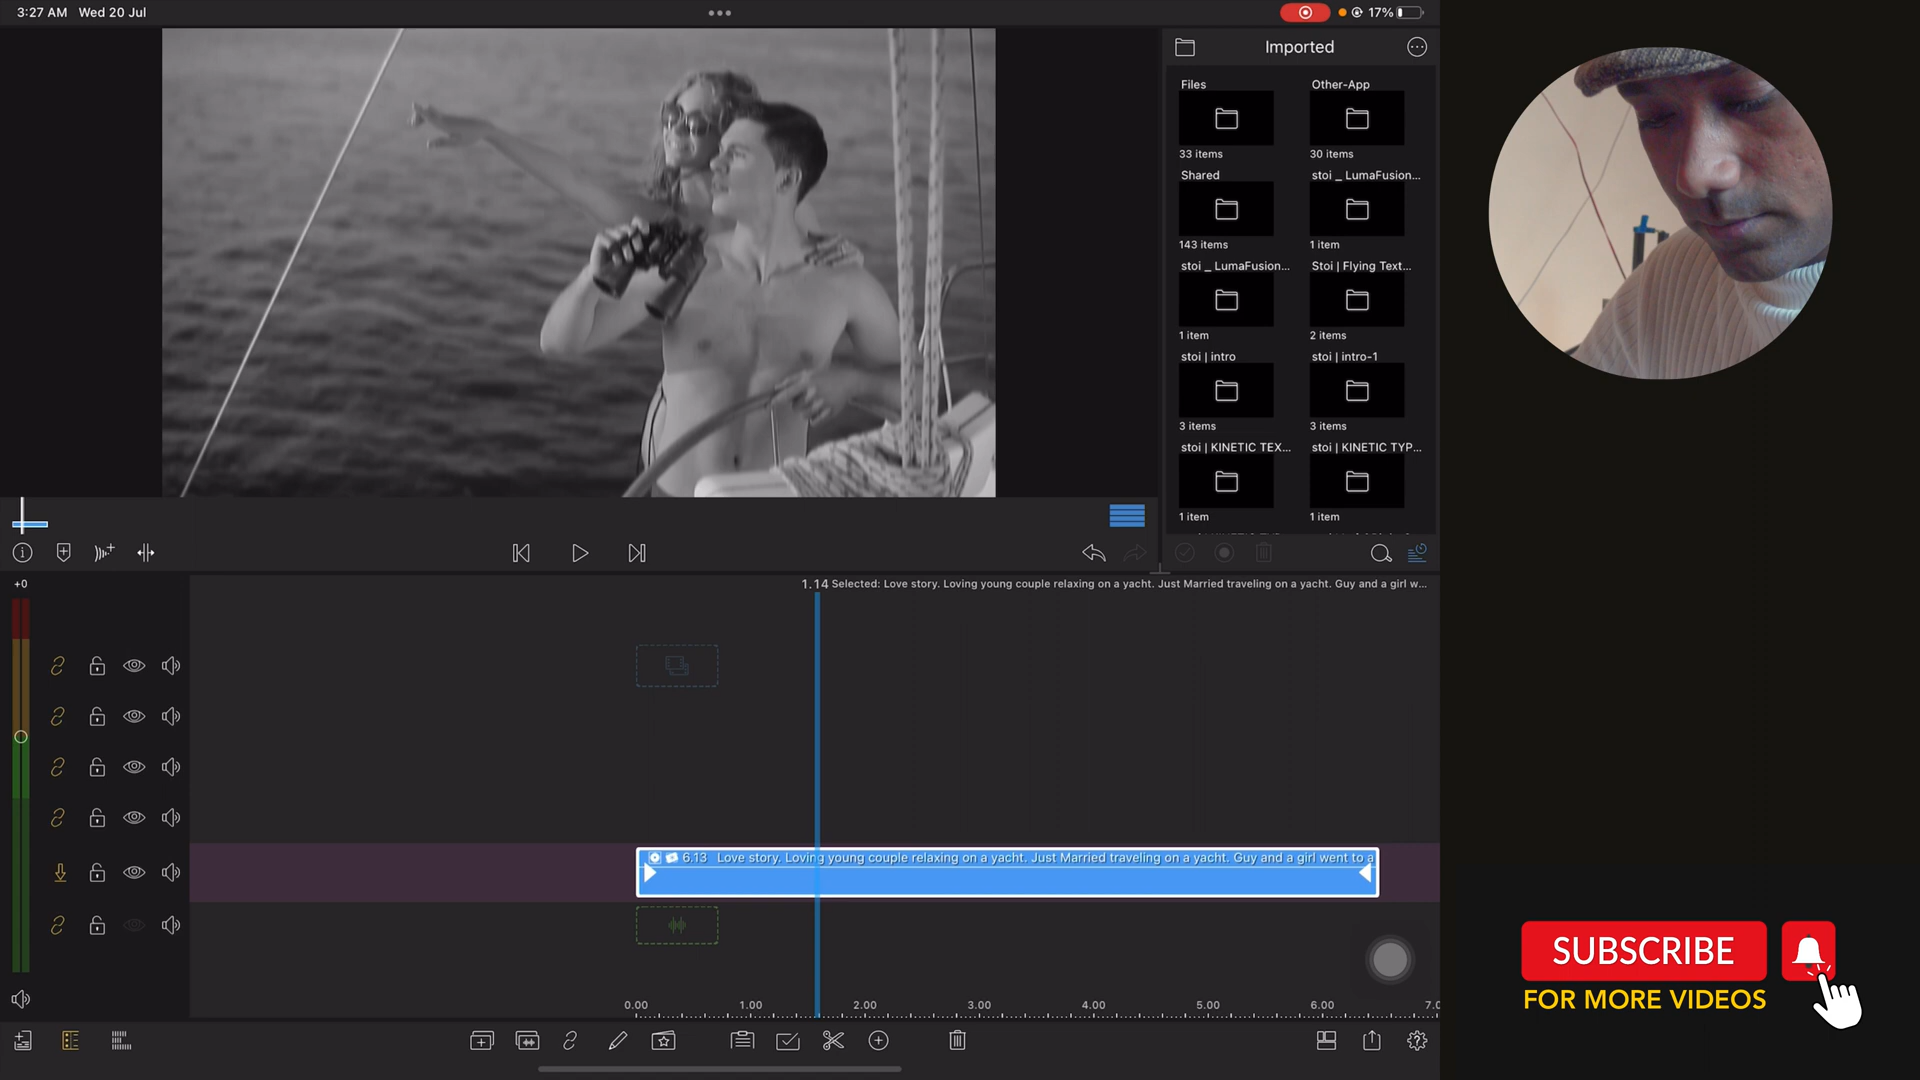 3:27 AM Wed 20 Jul
17%
Imported
Files
Other-App
33 items
30 items
Shared
stoi _ LumaFusion...
143 items
1 item
stoi _ LumaFusion...
Stoi | Flying Text...
1 item
2 items
stoi | intro
stoi | intro-1
3 items
3 items
stoi | KINETIC TEX...
stoi | KINETIC TYP...
1 item
1 item
+0
1.14 Selected: Love story. Loving young couple relaxing on a yacht. Just Married traveling on a yacht. Guy and a girl w...
6.13 Love story. Loving young couple relaxing on a yacht. Just Married traveling on a yacht. Guy and a girl went to a
0.00 1.00 2.00 3.00 4.00 5.00 6.00 7.0
SUBSCRIBE
FOR MORE VIDEOS